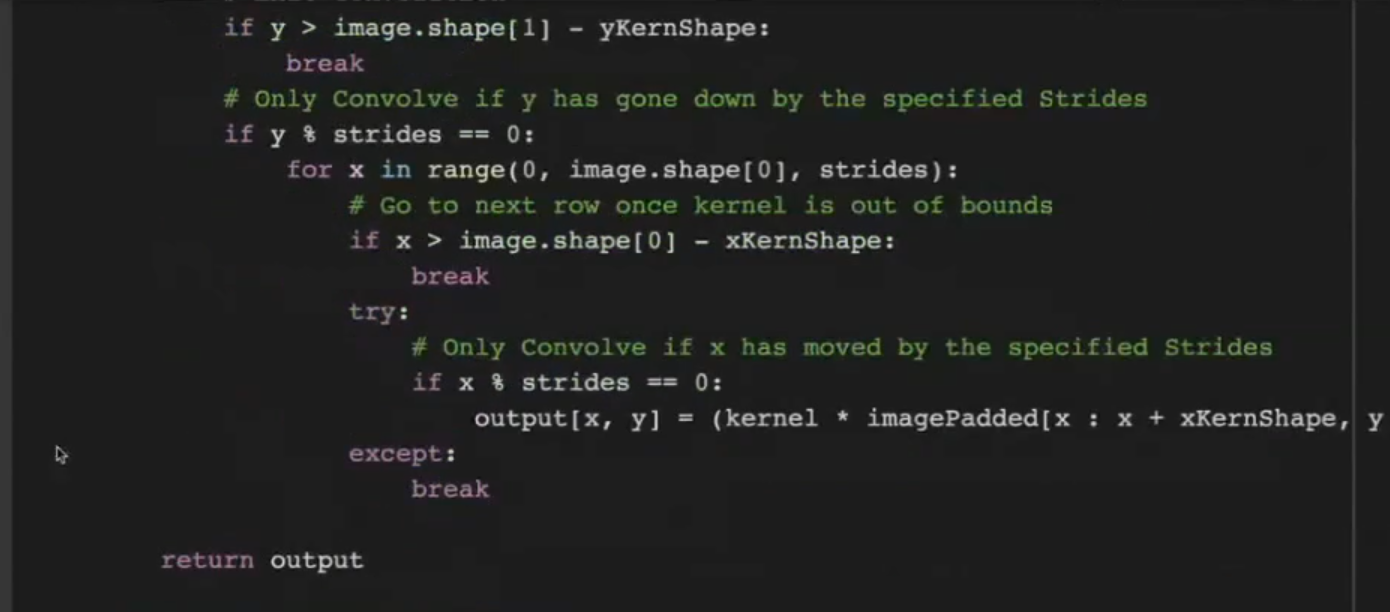 if y > image.shape[1] - yKernShape:
break
# Only Convolve if y has gone down by the specified Strides
if y % strides == 0:
for x in range(0, image.shape[0], strides):
# Go to next row once kernel is out of bounds
if x > image.shape[0] - xKernShape:
break
try:
# Only Convolve if x has moved by the specified Strides
if x % strides == 0:
output[x, y] = (kernel * imagePadded[x : x + xKernShape, y
except:
break
return output